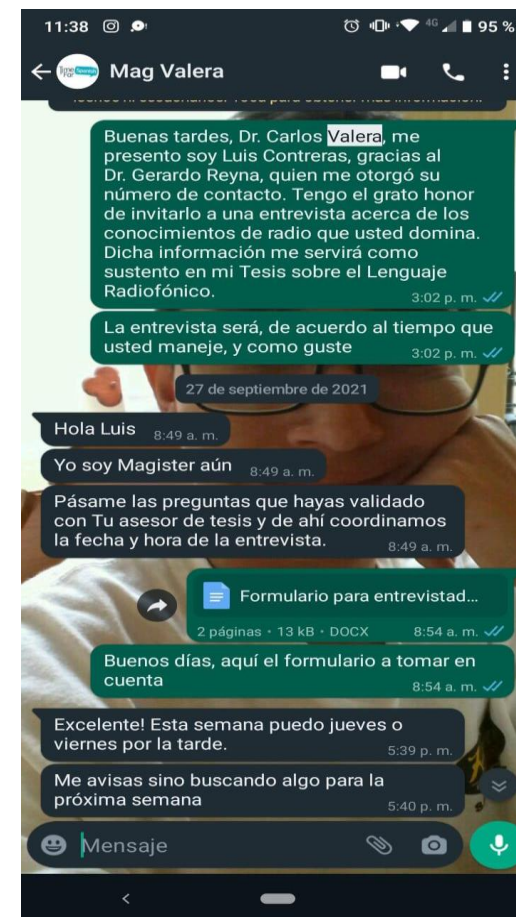 11:38
4G
95 %
Mag Valera
Buenas tardes, Dr. Carlos Valera, me
presento soy Luis Contreras, gracias al
Dr. Gerardo Reyna, quien me otorgó su
número de contacto. Tengo el grato honor
de invitarlo a una entrevista acerca de los
conocimientos de radio que usted domina.
Dicha información me servirá como
sustento en mi Tesis sobre el Lenguaje
Radiofónico.
3:02 p. m.
La entrevista será, de acuerdo al tiempo que
usted maneje, y como guste
3:02 p. m.
27 de septiembre de 2021
Hola Luis
8:49 a. m.
Yo soy Magister aún
8:49 a. m.
Pásame las preguntas que hayas validado
con Tu asesor de tesis y de ahí coordinamos
la fecha y hora de la entrevista.
8:49 a. m.
Formulario para entrevistad...
2 páginas • 13 kB • DOCX
8:54 a. m.
Buenos días, aquí el formulario a tomar en
cuenta
8:54 a. m.
Excelente! Esta semana puedo jueves o
viernes por la tarde.
5:39 p. m.
Me avisas sino buscando algo para la
próxima semana
5:40 p. m.
Mensaje